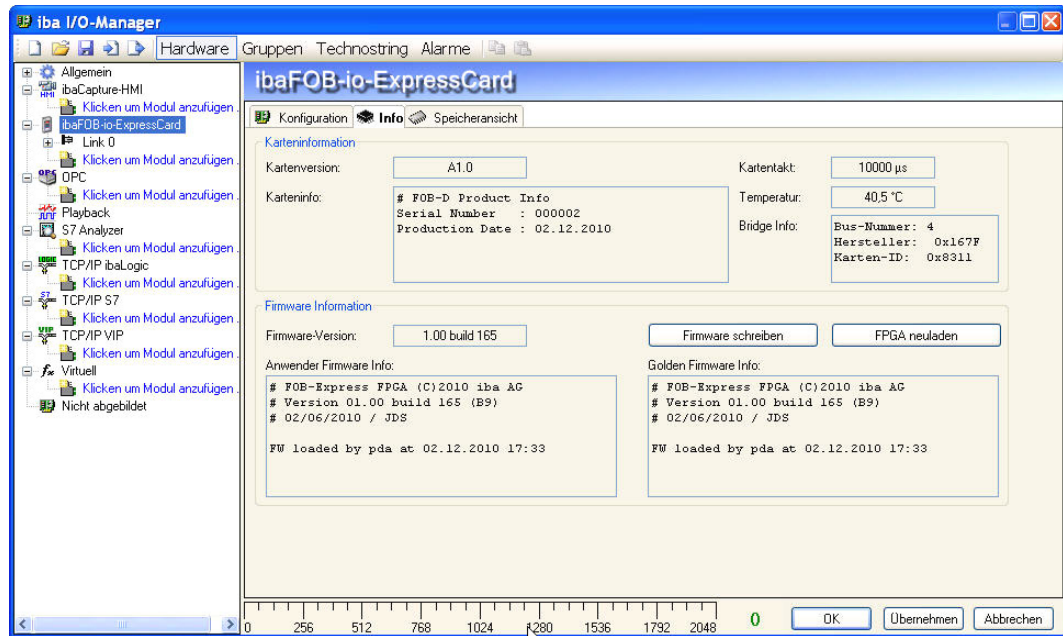 iba I/O-Manager
Hardware Gruppen Technostring Alarme
Allgemein
ibaCapture-HMI
Klicken um Modul anzufügen .
ibaFOB-io-ExpressCard
Link 0
Klicken um Modul anzufügen .
OPC
Klicken um Modul anzufügen .
Playback
S7 Analyzer
Klicken um Modul anzufügen .
TCP/IP ibaLogic
Klicken um Modul anzufügen .
TCP/IP S7
Klicken um Modul anzufügen .
TCP/IP VIP
Klicken um Modul anzufügen .
Virtuell
Klicken um Modul anzufügen .
Nicht abgebildet
ibaFOB-io-ExpressCard
Konfiguration Info Speicheransicht
Karteninformation
Kartenversion: A1.0
Kartentakt: 10000 µs
Karteninfo:
# FOB-D Product Info
Serial Number : 000002
Production Date : 02.12.2010
Temperatur: 40,5 °C
Bridge Info:
Bus-Nummer: 4
Hersteller: 0x167F
Karten-ID: 0x8311
Firmware Information
Firmware-Version: 1.00 build 165
Firmware schreiben FPGA neuladen
Anwender Firmware Info:
# FOB-Express FPGA (C)2010 iba AG
# Version 01.00 build 165 (B9)
# 02/06/2010 / JDS
FW loaded by pda at 02.12.2010 17:33
Golden Firmware Info:
# FOB-Express FPGA (C)2010 iba AG
# Version 01.00 build 165 (B9)
# 02/06/2010 / JDS
FW loaded by pda at 02.12.2010 17:33
0 256 512 768 1024 1280 1536 1792 2048
0
OK Übernehmen Abbrechen